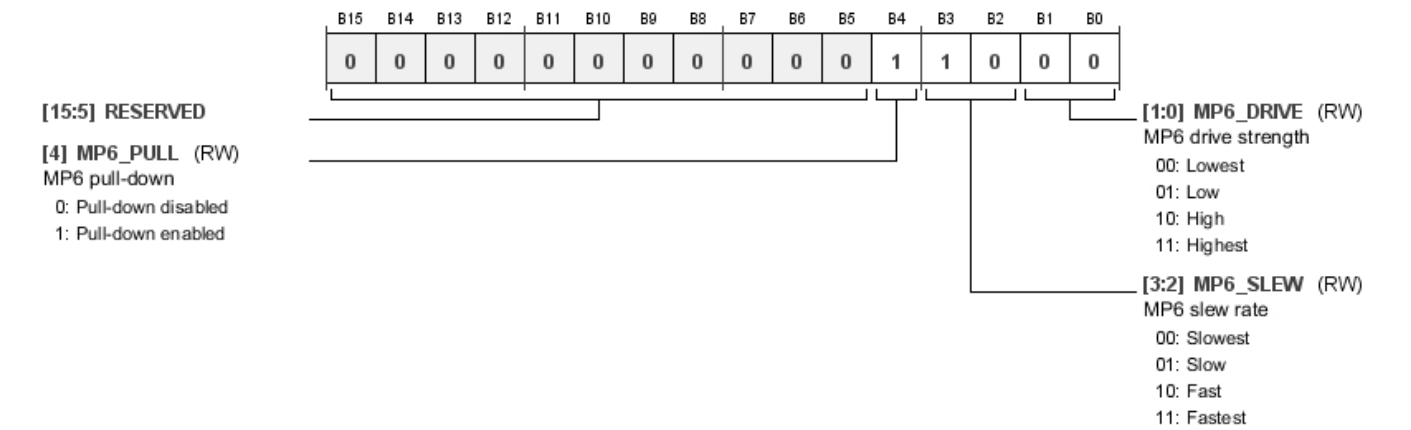 B15 B14 B13 B12 B11 B10 B9 B8 B7 B6 B5 B4 B3 B2 B1 B0
0 0 0 0 0 0 0 0 0 0 0 1 1 0 0 0
[15:5] RESERVED
[4] MP6_PULL (RW)
MP6 pull-down
0: Pull-down disabled
1: Pull-down enabled
[1:0] MP6_DRIVE (RW)
MP6 drive strength
00: Lowest
01: Low
10: High
11: Highest
[3:2] MP6_SLEW (RW)
MP6 slew rate
00: Slowest
01: Slow
10: Fast
11: Fastest